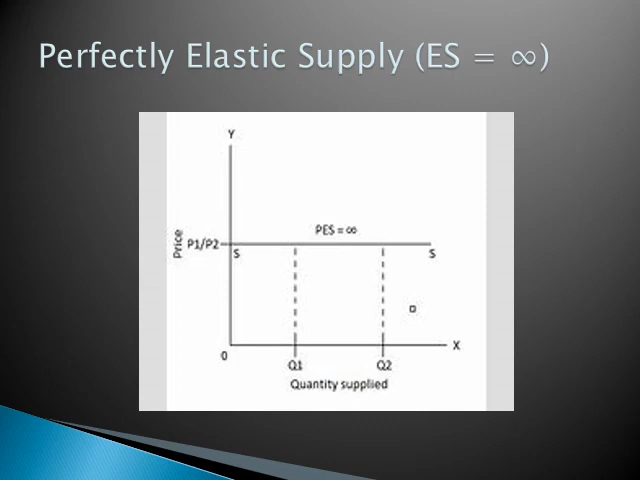 Perfectly Elastic Supply (ES = ∞)
Y
PES = ∞
Price
P1/P2
S
S
X
0
Q1
Q2
Quantity supplied